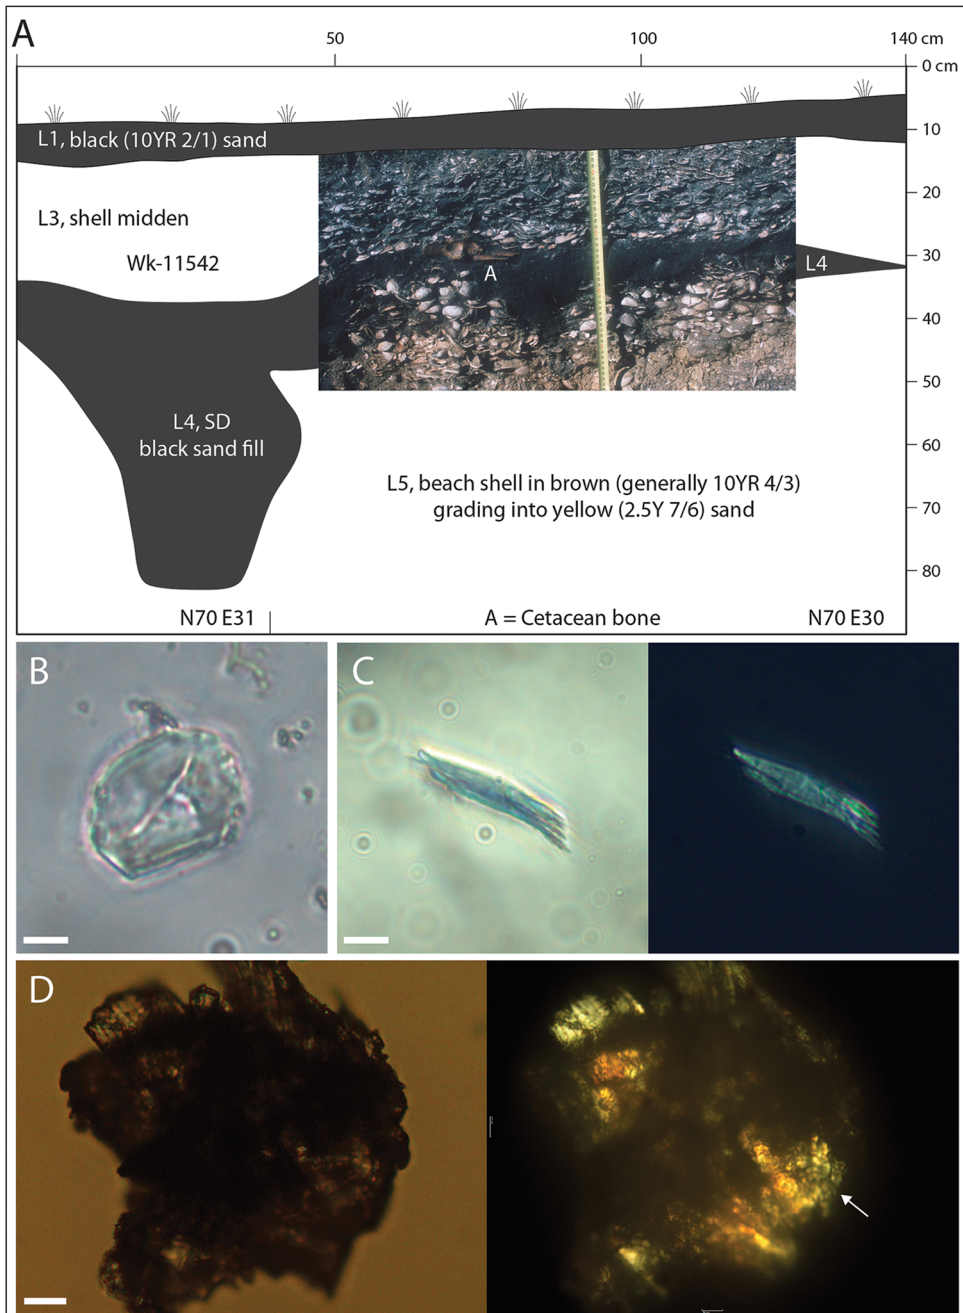 A
50
100
140 cm
0 cm
L1, black (10YR 2/1) sand
10
20
L3, shell midden
Wk-11542
30
A
L4
40
50
L4, SD
black sand fill
60
L5, beach shell in brown (generally 10YR 4/3)
grading into yellow (2.5Y 7/6) sand
70
80
N70 E31
A = Cetacean bone
N70 E30
B
C
D